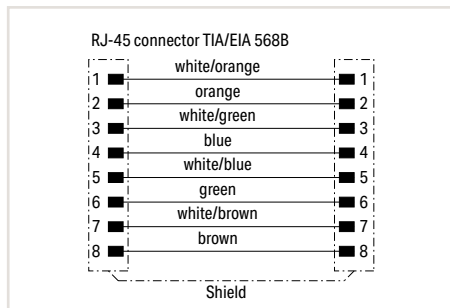 RJ-45 connector TIA/EIA 568B
white/orange
1 1
orange
2 2
white/green
3 3
blue
4 4
white/blue
5 5
green
6 6
white/brown
7 7
brown
8 8
Shield